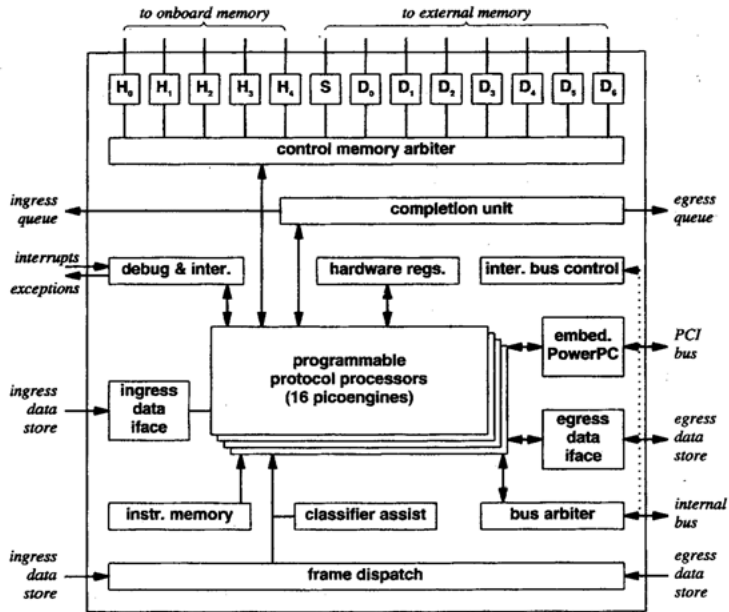 to onboard memory
to external memory
H0 H1 H2 H3 H4 S D0 D1 D2 D3 D4 D5 D6
control memory arbiter
ingress
queue
completion unit
egress
queue
interrupts
exceptions
debug & inter.
hardware regs.
inter. bus control
programmable
protocol processors
(16 picoengines)
embed.
PowerPC
PCI
bus
ingress
data
store
ingress
data
iface
egress
data
iface
egress
data
store
instr. memory
classifier assist
bus arbiter
internal
bus
ingress
data
store
frame dispatch
egress
data
store